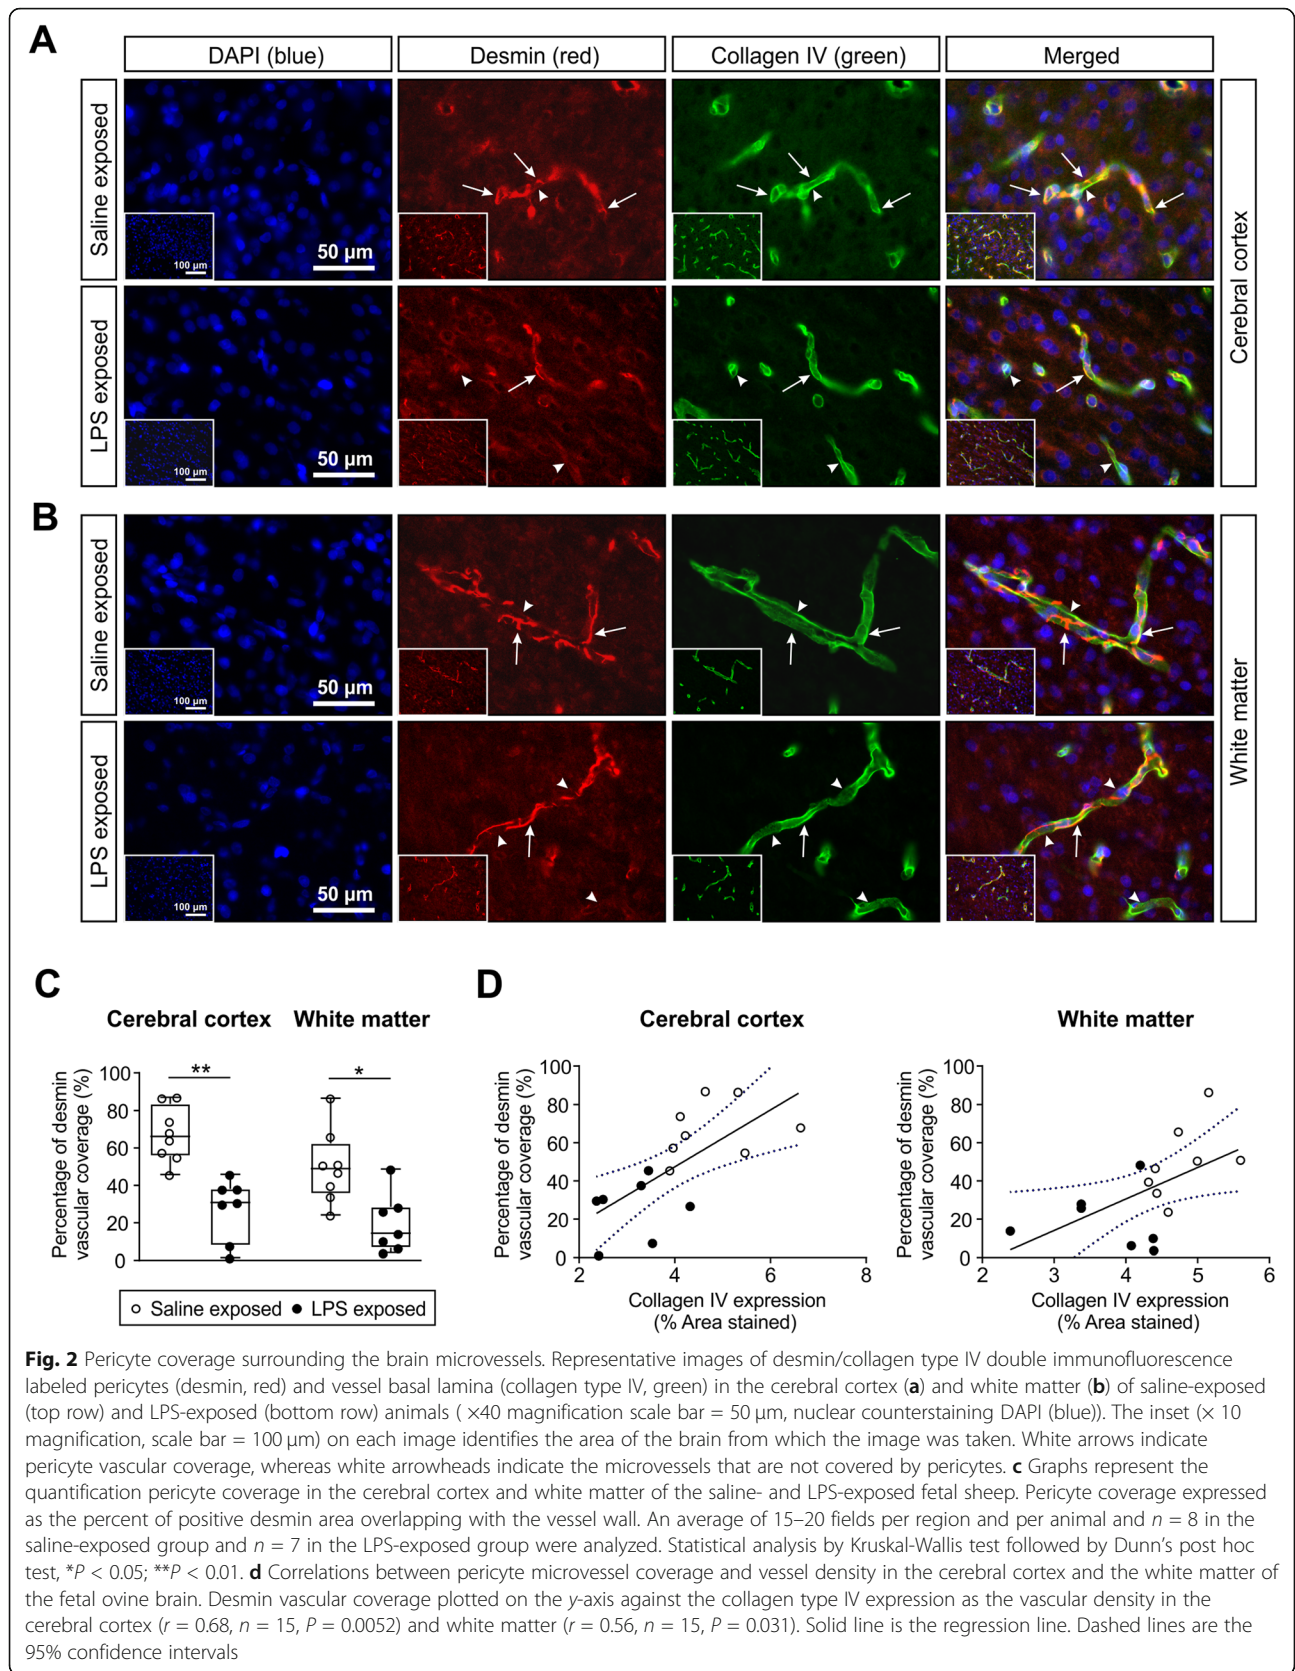 A
DAPI (blue)
Desmin (red)
Collagen IV (green)
Merged
Saline exposed
100 µm
50 µm
LPS exposed
100 µm
50 µm
Cerebral cortex
B
Saline exposed
100 µm
50 µm
LPS exposed
100 µm
50 µm
White matter
C
Cerebral cortex
White matter
Percentage of desmin
vascular coverage (%)
100
80
60
40
20
0
**
*
Saline exposed
LPS exposed
D
Cerebral cortex
Percentage of desmin
vascular coverage (%)
100
80
60
40
20
0
2
4
6
8
Collagen IV expression
(% Area stained)
White matter
Percentage of desmin
vascular coverage (%)
100
80
60
40
20
0
2
3
4
5
6
Collagen IV expression
(% Area stained)
Fig. 2 Pericyte coverage surrounding the brain microvessels. Representative images of desmin/collagen type IV double immunofluorescence
labeled pericytes (desmin, red) and vessel basal lamina (collagen type IV, green) in the cerebral cortex (a) and white matter (b) of saline-exposed
(top row) and LPS-exposed (bottom row) animals ( ×40 magnification scale bar = 50 µm, nuclear counterstaining DAPI (blue)). The inset (× 10
magnification, scale bar = 100 µm) on each image identifies the area of the brain from which the image was taken. White arrows indicate
pericyte vascular coverage, whereas white arrowheads indicate the microvessels that are not covered by pericytes. c Graphs represent the
quantification pericyte coverage in the cerebral cortex and white matter of the saline- and LPS-exposed fetal sheep. Pericyte coverage expressed
as the percent of positive desmin area overlapping with the vessel wall. An average of 15–20 fields per region and per animal and n = 8 in the
saline-exposed group and n = 7 in the LPS-exposed group were analyzed. Statistical analysis by Kruskal-Wallis test followed by Dunn's post hoc
test, *P < 0.05; **P < 0.01. d Correlations between pericyte microvessel coverage and vessel density in the cerebral cortex and the white matter of
the fetal ovine brain. Desmin vascular coverage plotted on the y-axis against the collagen type IV expression as the vascular density in the
cerebral cortex (r = 0.68, n = 15, P = 0.0052) and white matter (r = 0.56, n = 15, P = 0.031). Solid line is the regression line. Dashed lines are the
95% confidence intervals